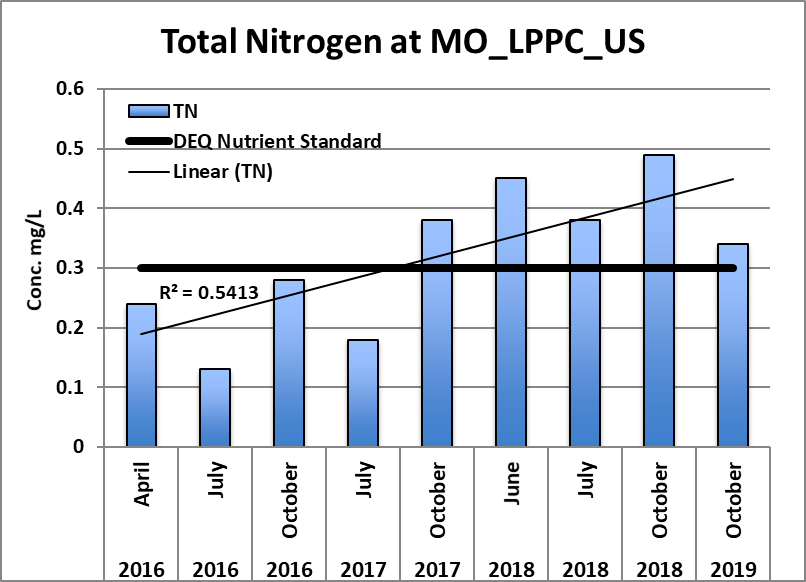 Total Nitrogen at MO_LPPC_US
0.6
0.5
0.4
0.3
0.2
0.1
0
Conc. mg/L
TN
DEQ Nutrient Standard
Linear (TN)
R² = 0.5413
April July October July October June July October October
2016 2016 2016 2017 2017 2018 2018 2018 2019